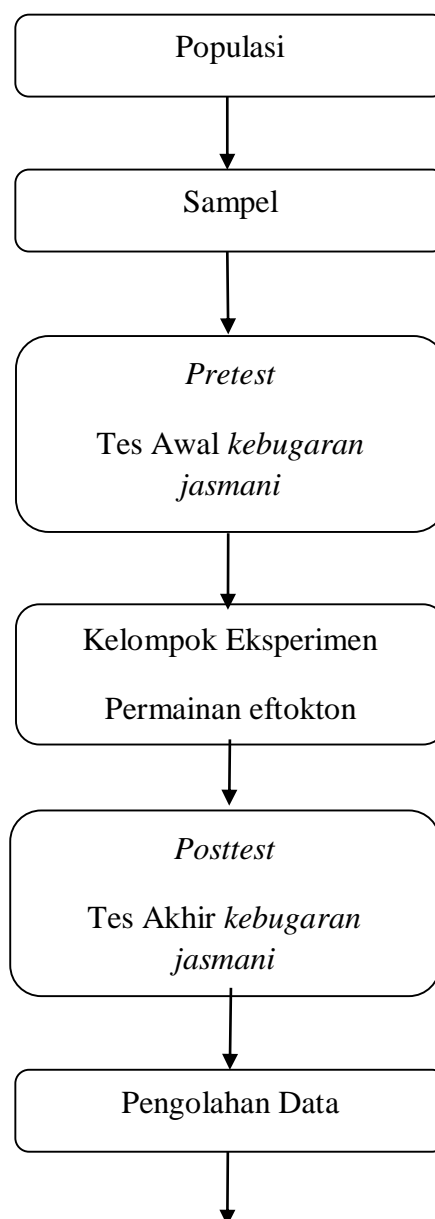 Populasi
Sampel
Pretest
Tes Awal kebugaran
jasmani
Kelompok Eksperimen
Permainan eftokton
Posttest
Tes Akhir kebugaran
jasmani
Pengolahan Data